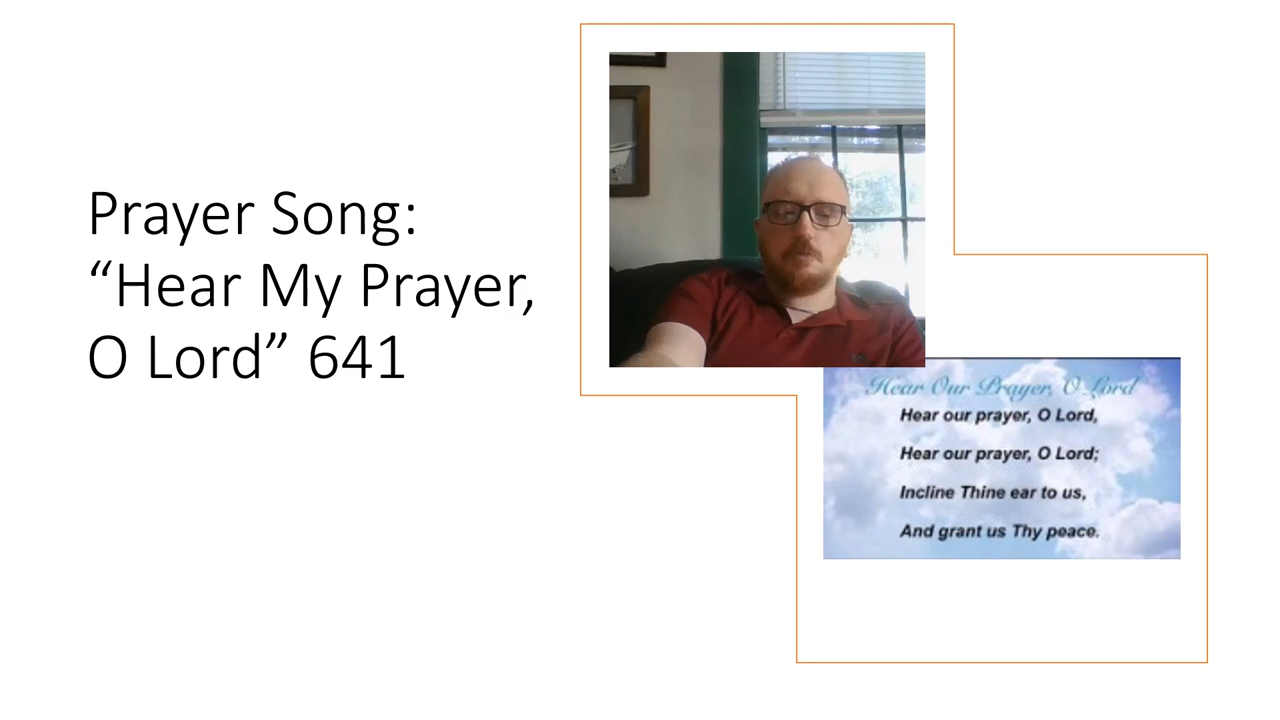 Prayer Song:
“Hear My Prayer,
O Lord” 641
Hear Our Prayer, O Lord
Hear our prayer, O Lord,
Hear our prayer, O Lord;
Incline Thine ear to us,
And grant us Thy peace.